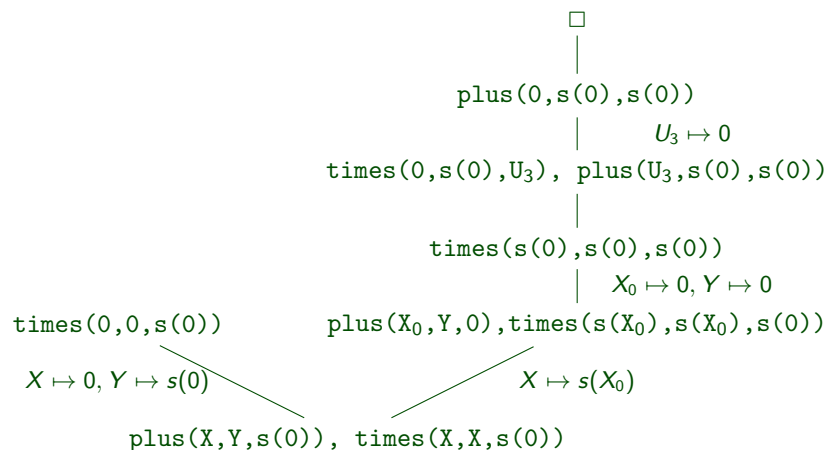 □
plus(0,s(0),s(0))
U₃ ↦ 0
times(0,s(0),U₃), plus(U₃,s(0),s(0))
times(s(0),s(0),s(0))
X₀ ↦ 0, Y ↦ 0
times(0,0,s(0)) plus(X₀,Y,0),times(s(X₀),s(X₀),s(0))
X ↦ 0, Y ↦ s(0) X ↦ s(X₀)
plus(X,Y,s(0)), times(X,X,s(0))